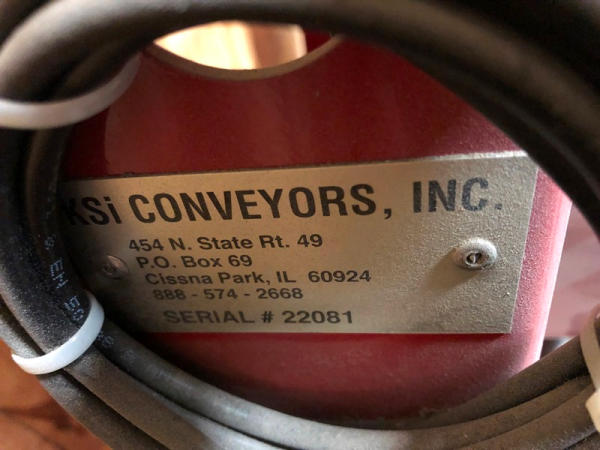 KSi CONVEYORS, INC.
454 N. State Rt. 49
P.O. Box 69
Cissna Park, IL 60924
888 - 574 - 2668
SERIAL # 22081